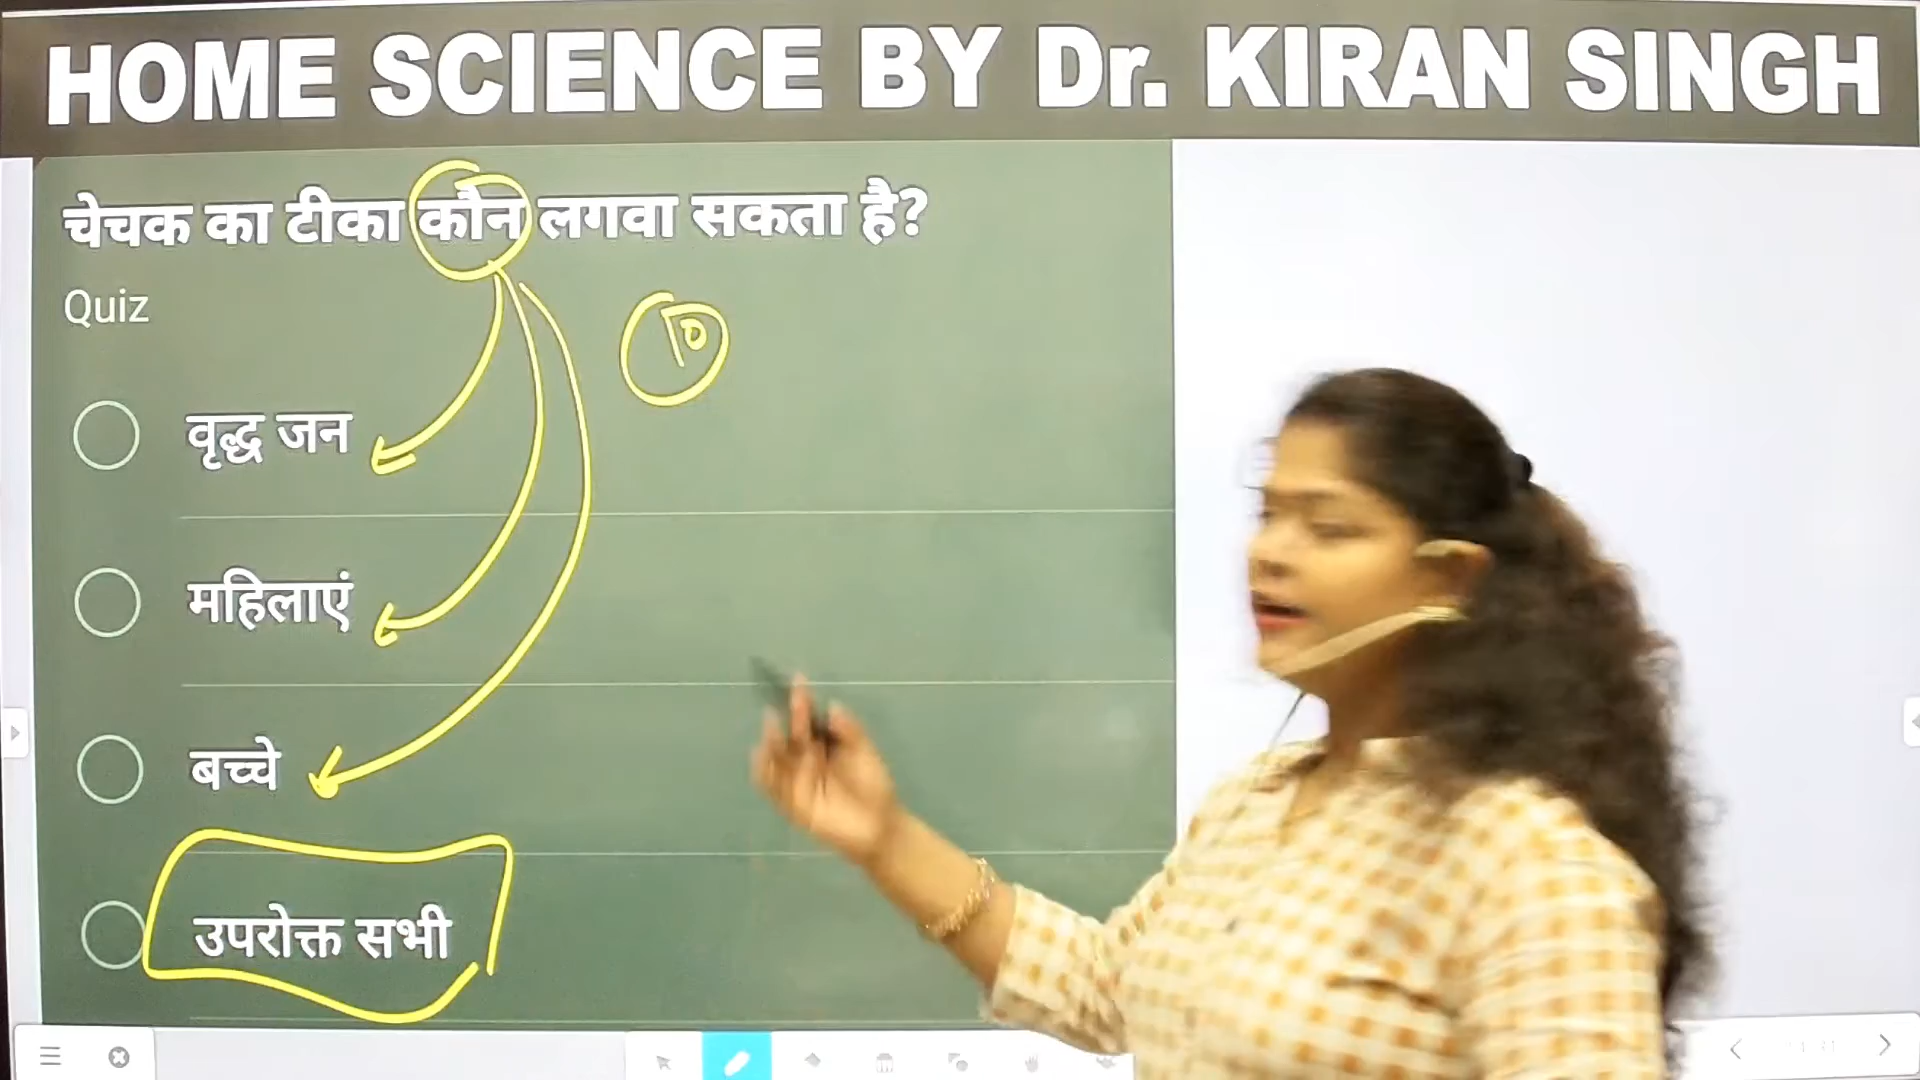 HOME SCIENCE BY Dr. KIRAN SINGH
चेचक का टीका कौन लगवा सकता है?
Quiz
D
वृद्ध जन
महिलाएं
बच्चे
उपरोक्त सभी